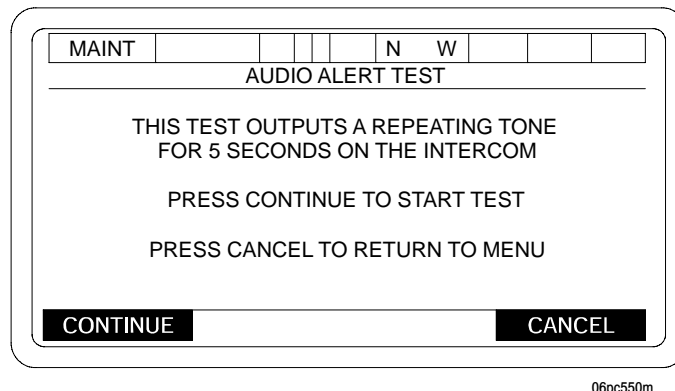 MAINT N W
AUDIO ALERT TEST
THIS TEST OUTPUTS A REPEATING TONE
FOR 5 SECONDS ON THE INTERCOM
PRESS CONTINUE TO START TEST
PRESS CANCEL TO RETURN TO MENU
CONTINUE CANCEL
06pc550m